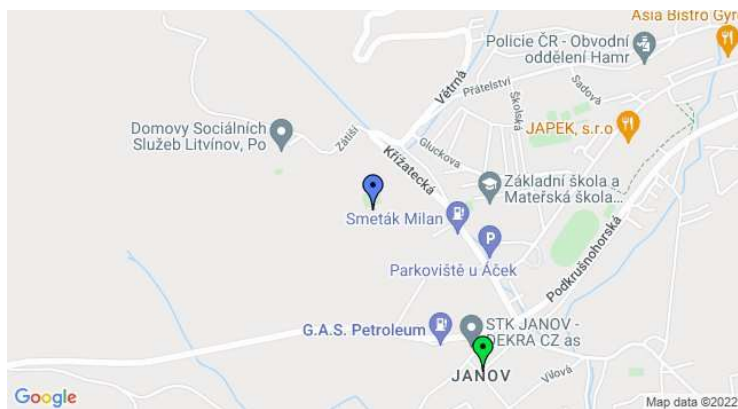 Asia Bistro Gyr
Policie ČR - Obvodní
oddělení Hamr
Větrná
Přátelství
Sadová
Školská
JAPEK, s.r.o
Domovy Sociálních
Služeb Litvínov, Po
Zátiší
Gluckova
Křižatecká
Základní škola a
Mateřská škola...
Smeták Milan
Parkoviště u Áček
Podkrušnohorská
G.A.S. Petroleum
STK JANOV -
DEKRA CZ as
JANOV
Vilová
Google
Map data ©2022